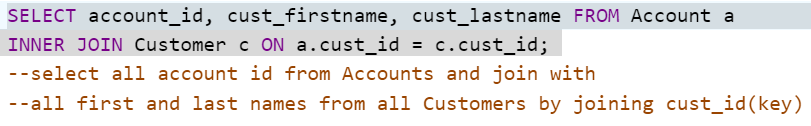 SELECT account_id, cust_firstname, cust_lastname FROM Account a
INNER JOIN Customer c ON a.cust_id = c.cust_id;
--select all account id from Accounts and join with
--all first and last names from all Customers by joining cust_id(key)